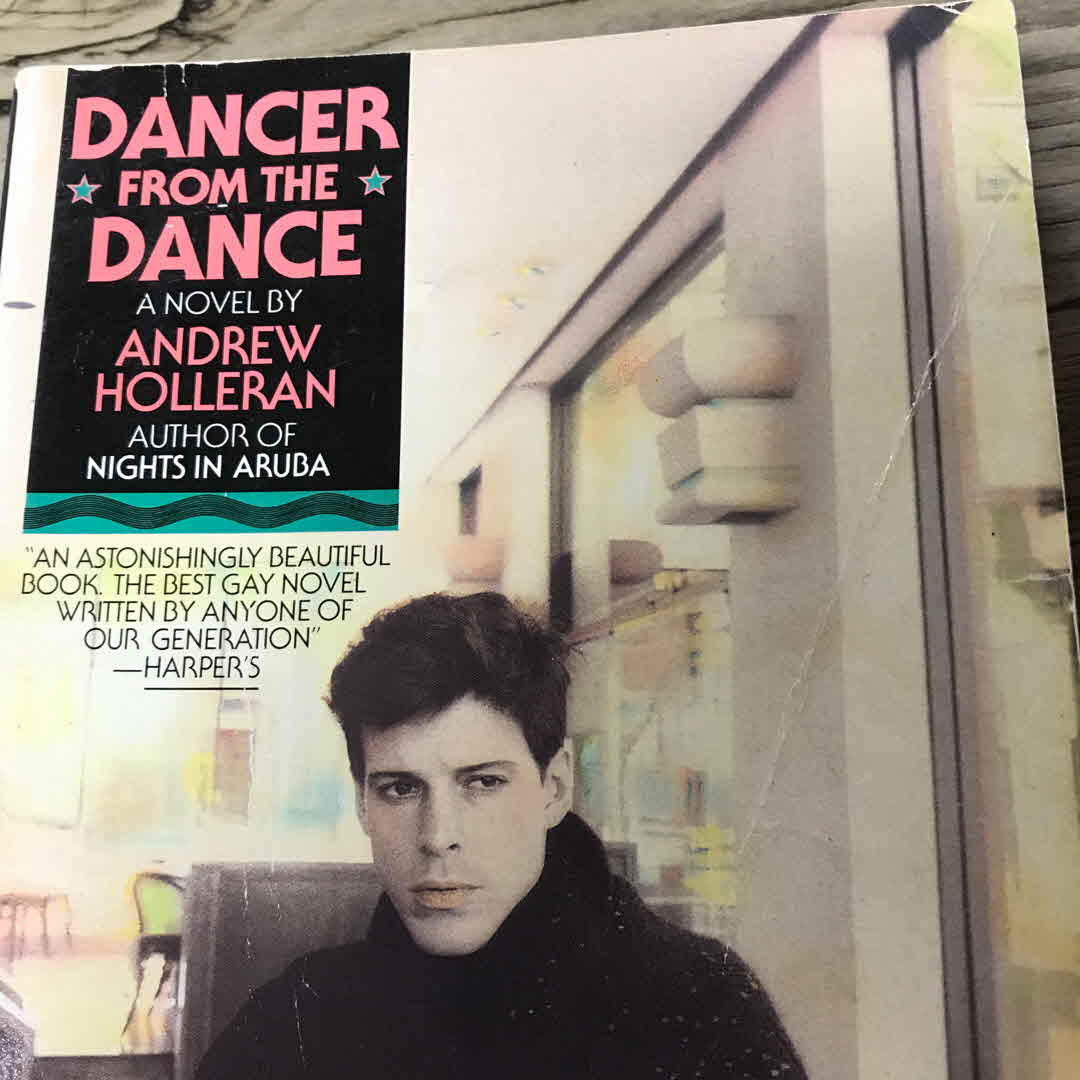 DANCER
FROM THE
DANCE
A NOVEL BY
ANDREW
HOLLERAN
AUTHOR OF
NIGHTS IN ARUBA
"AN ASTONISHINGLY BEAUTIFUL
BOOK. THE BEST GAY NOVEL
WRITTEN BY ANYONE OF
OUR GENERATION"
—HARPER'S